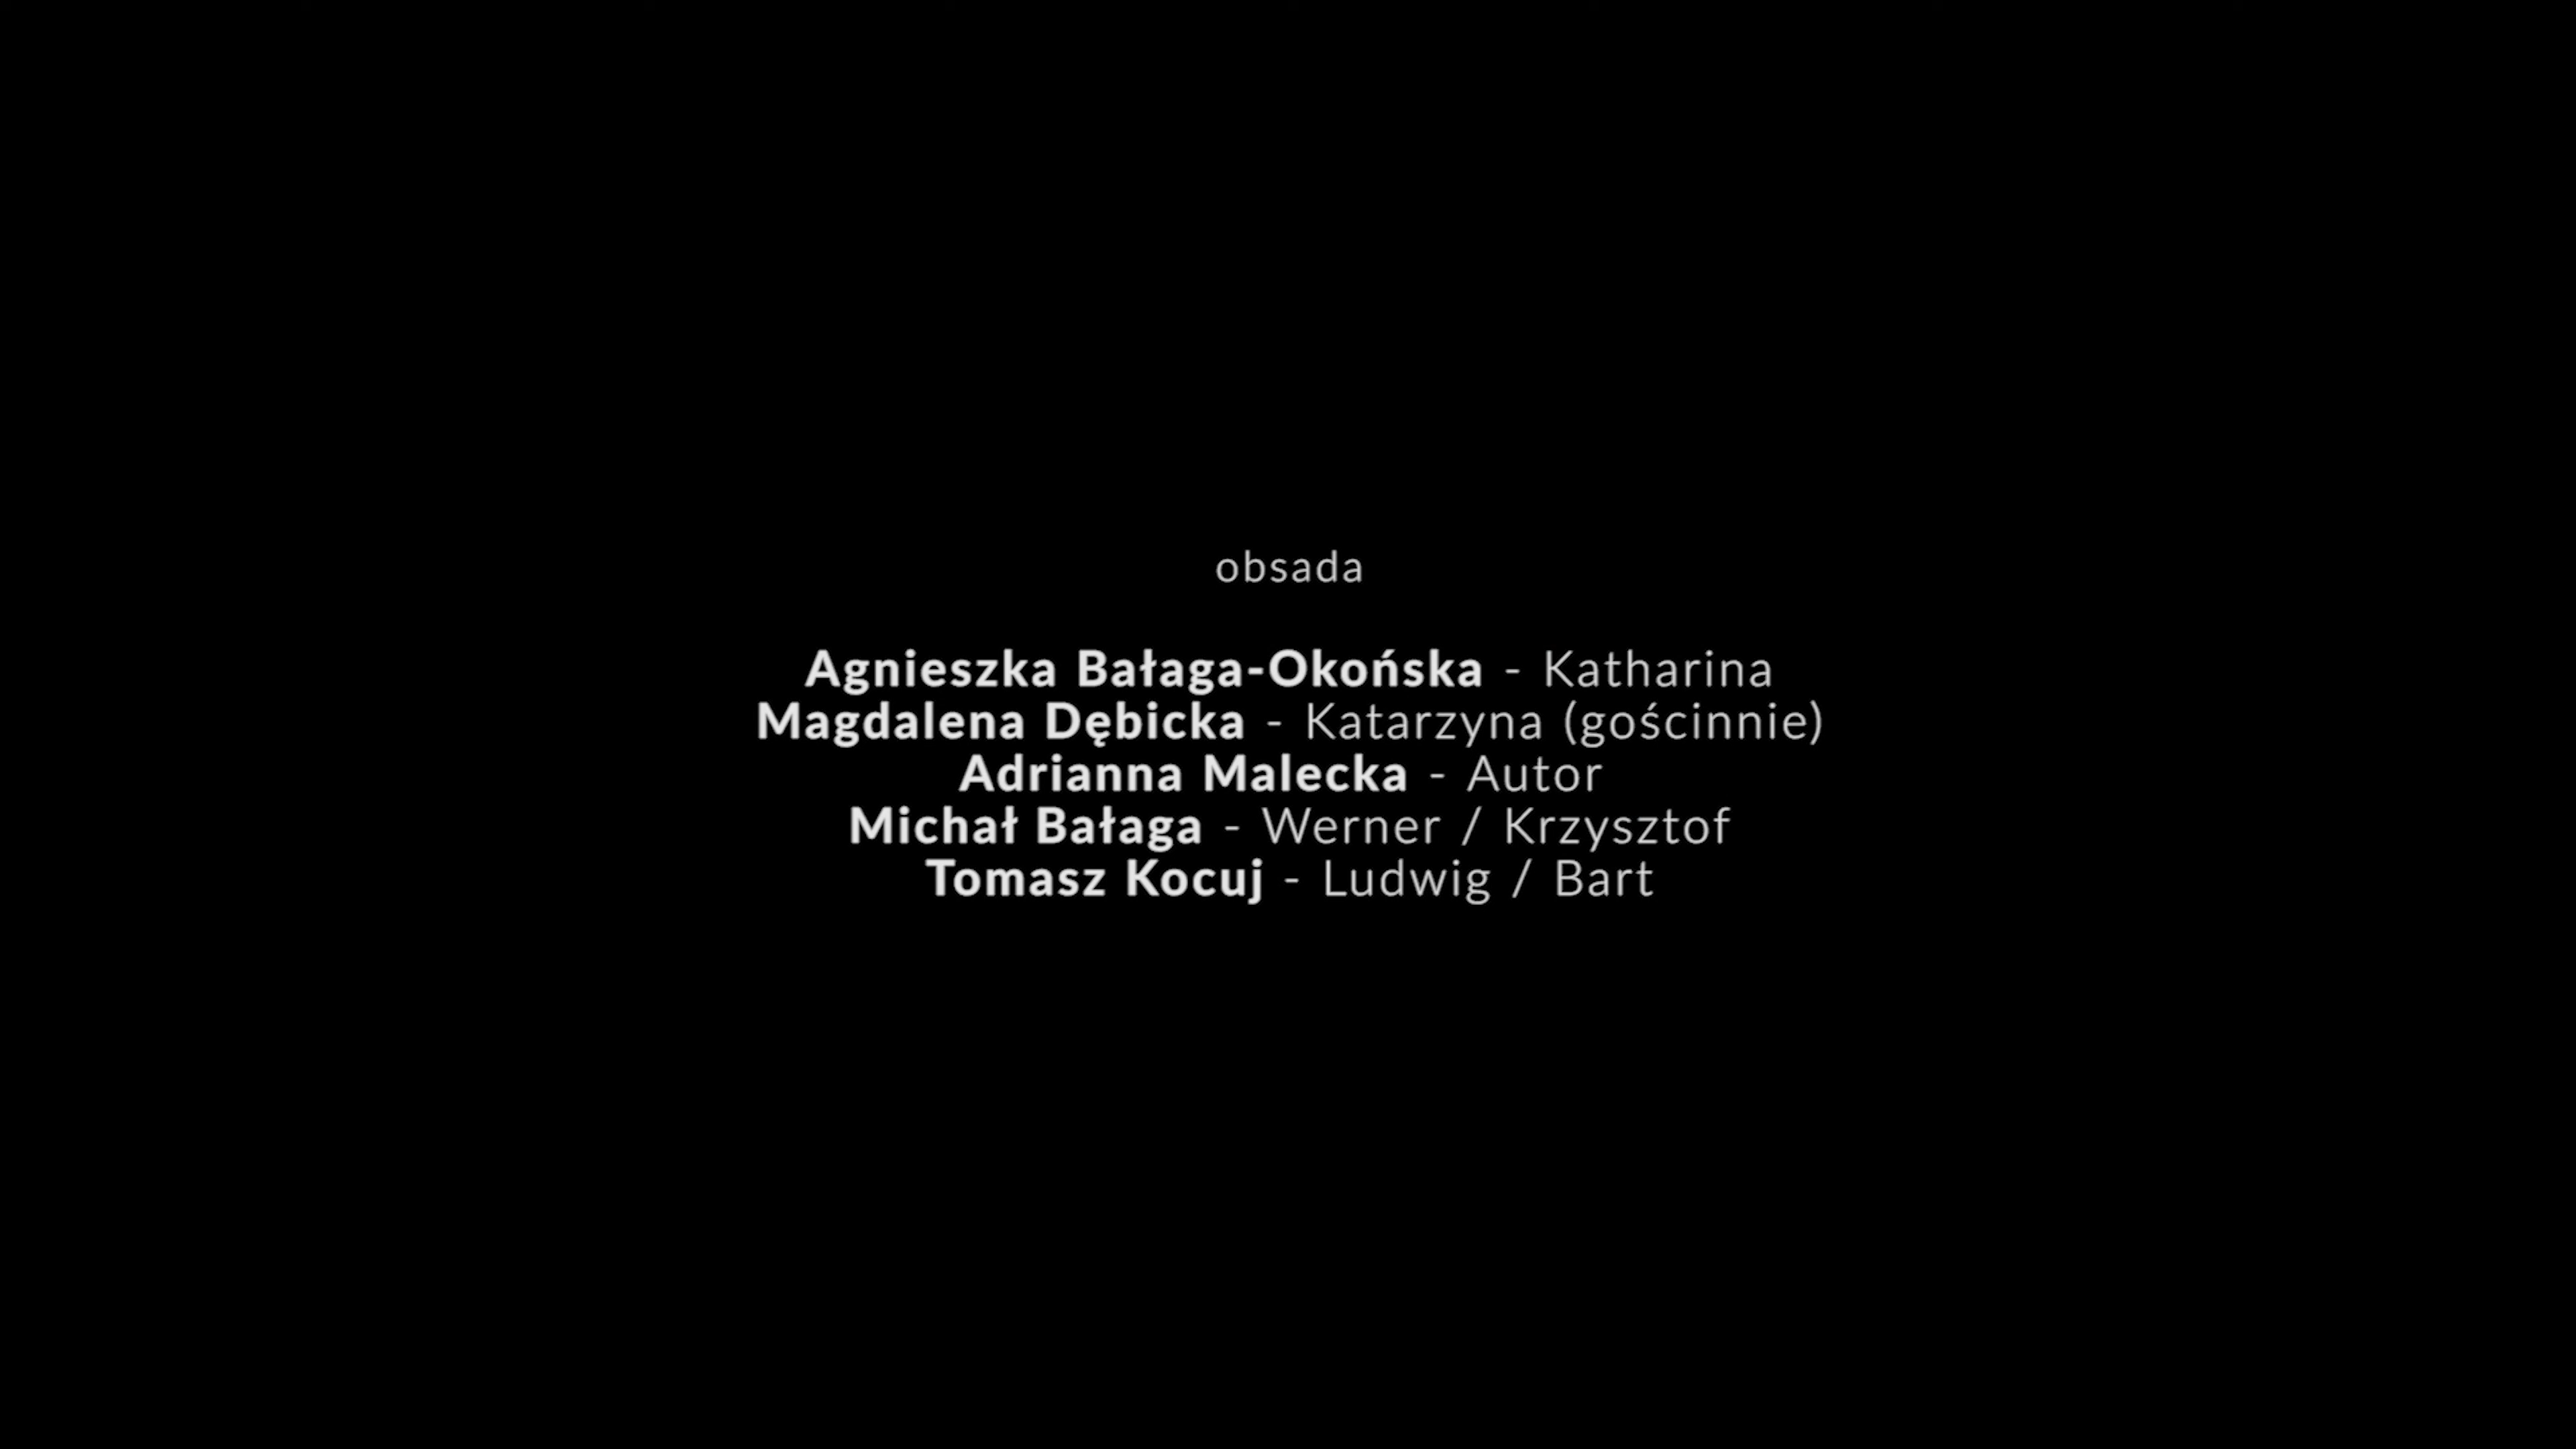 obsada
Agnieszka Bałaga-Okońska - Katharina
Magdalena Dębicka - Katarzyna (gościnnie)
Adrianna Malecka - Autor
Michał Bałaga - Werner / Krzysztof
Tomasz Kocuj - Ludwig / Bart